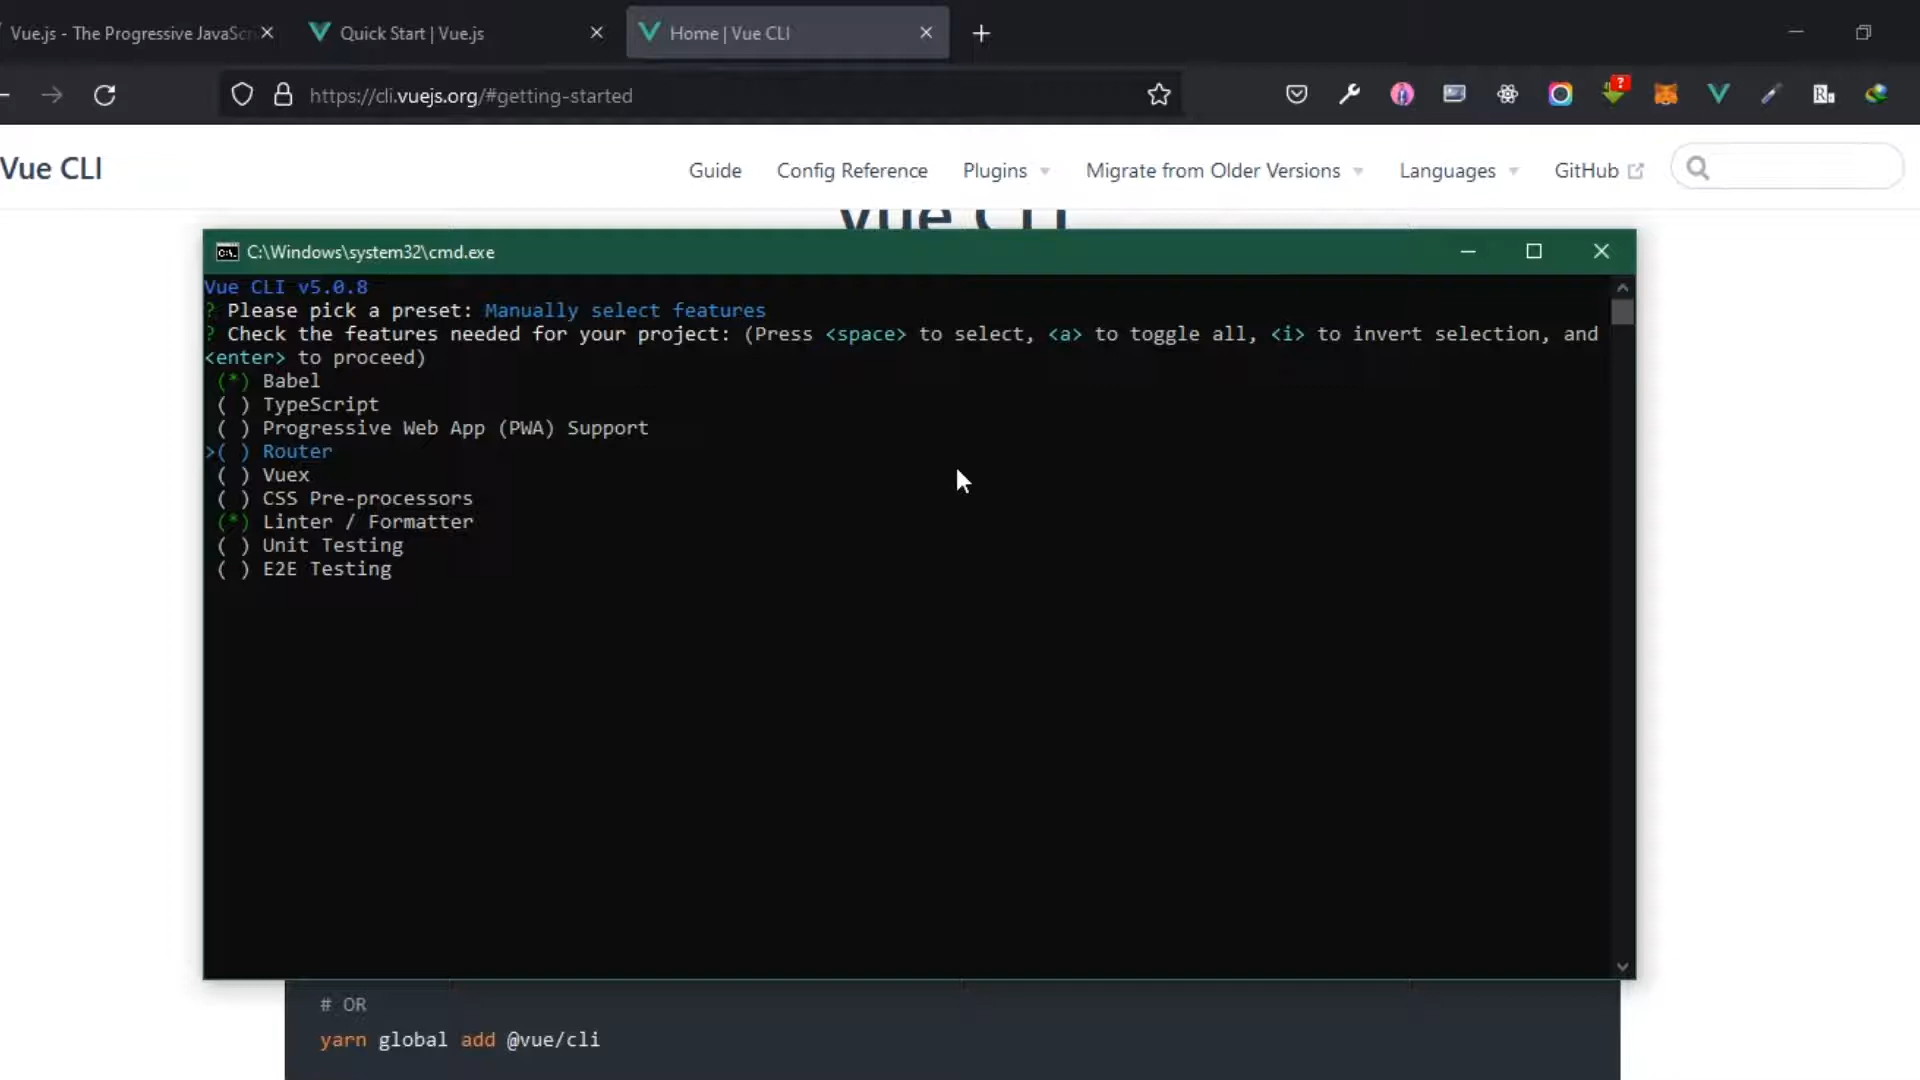 Vue.js - The Progressive JavaScr
Quick Start | Vue.js
Home | Vue CLI
https://cli.vuejs.org/#getting-started
Vue CLI
Guide
Config Reference
Plugins
Migrate from Older Versions
Languages
GitHub
Vue CLI
C:\Windows\system32\cmd.exe
Vue CLI v5.0.8
? Please pick a preset: Manually select features
? Check the features needed for your project: (Press <space> to select, <a> to toggle all, <i> to invert selection, and
<enter> to proceed)
(*) Babel
( ) TypeScript
( ) Progressive Web App (PWA) Support
>( ) Router
( ) Vuex
( ) CSS Pre-processors
(*) Linter / Formatter
( ) Unit Testing
( ) E2E Testing
# OR
yarn global add @vue/cli